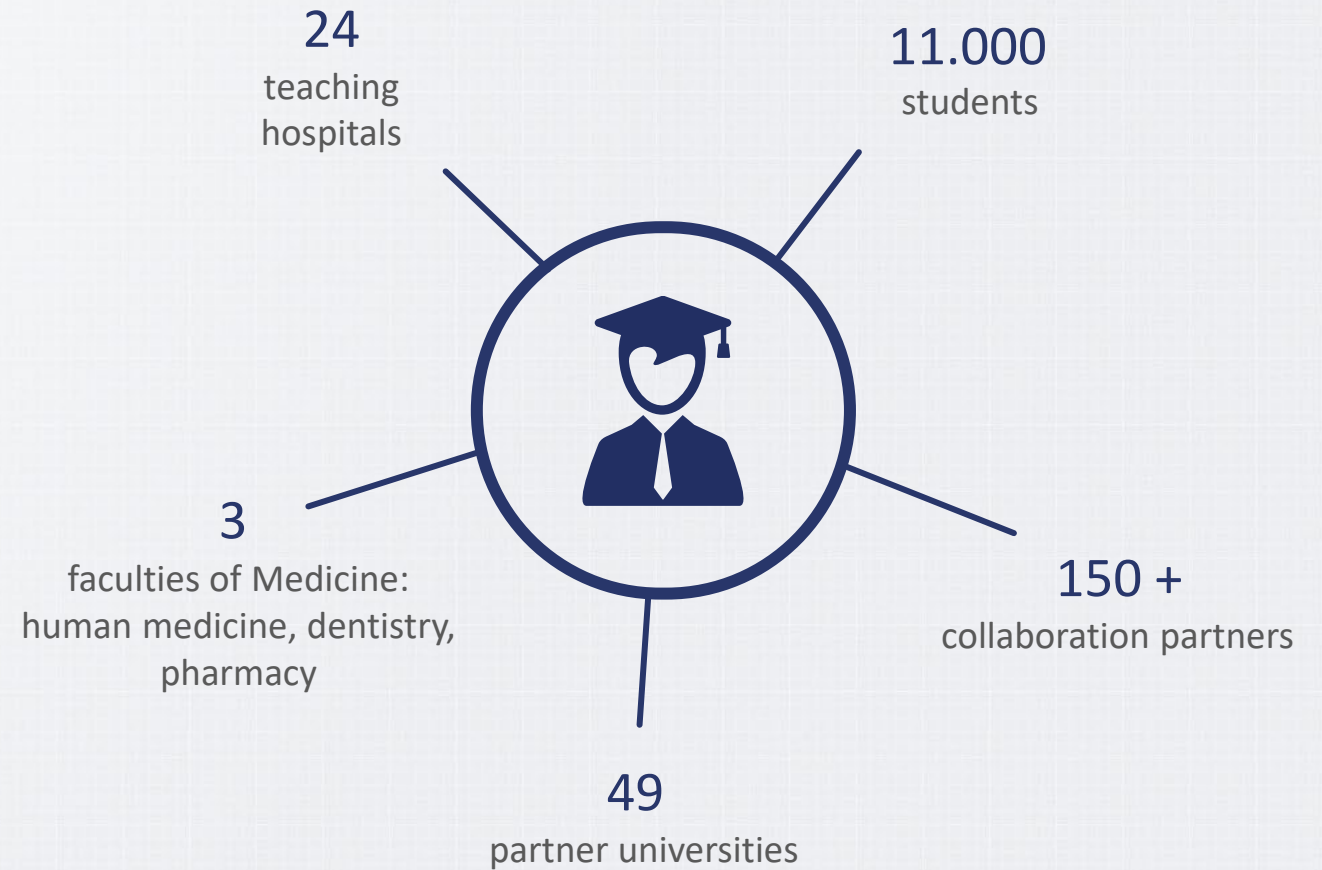 24
teaching
hospitals
11.000
students
3
faculties of Medicine:
human medicine, dentistry,
pharmacy
150 +
collaboration partners
49
partner universities